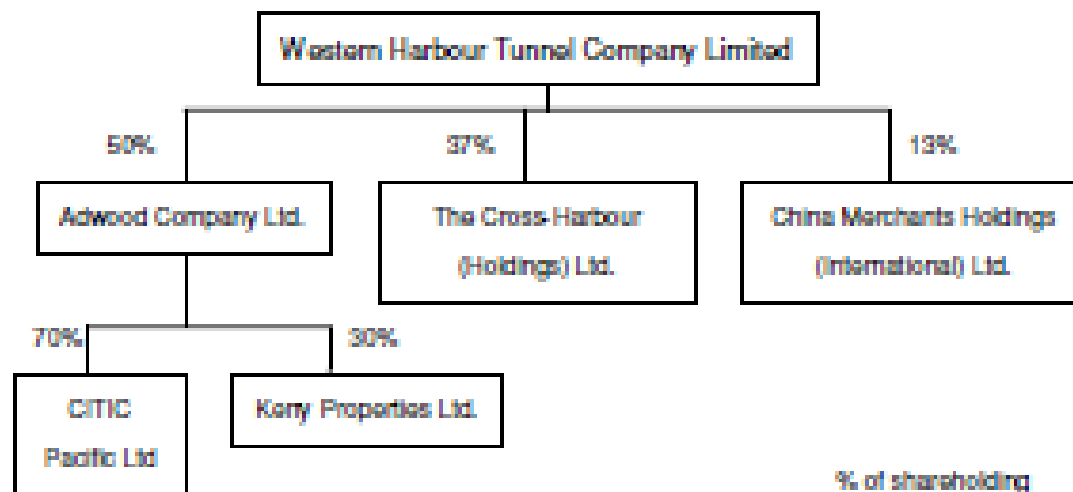 Western Harbour Tunnel Company Limited
50%
37%
13%
Adwood Company Ltd.
The Cross-Harbour
(Holdings) Ltd.
China Merchants Holdings
(International) Ltd.
70%
30%
CITIC
Pacific Ltd
Kerry Properties Ltd.
% of shareholding